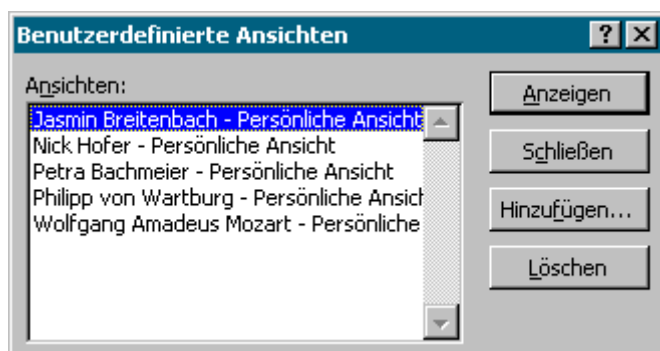 Benutzerdefinierte Ansichten
Ansichten:
Jasmin Breitenbach - Persönliche Ansicht
Nick Hofer - Persönliche Ansicht
Petra Bachmeier - Persönliche Ansicht
Philipp von Wartburg - Persönliche Ansich
Wolfgang Amadeus Mozart - Persönliche
Anzeigen
Schließen
Hinzufügen...
Löschen